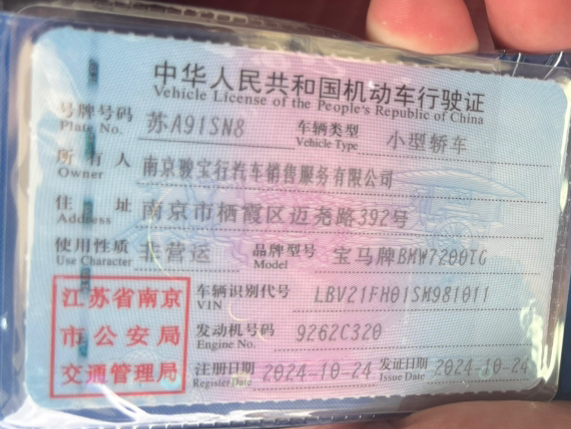 中华人民共和国机动车行驶证
Vehicle License of the People's Republic of China
号牌号码 Plate No. 苏A91SN8 车辆类型 Vehicle Type 小型轿车
所有人 Owner 南京骏宝行汽车销售服务有限公司
住址 Address 南京市栖霞区迈尧路392号
使用性质 Use Character 非营运 品牌型号 Model 宝马牌BMW7200TG
江苏省南京
市公安局
交通管理局
车辆识别代号 VIN LBV21FH01SM981011
发动机号码 Engine No. 9262C320
注册日期 Register Date 2024-10-24 发证日期 Issue Date 2024-10-24